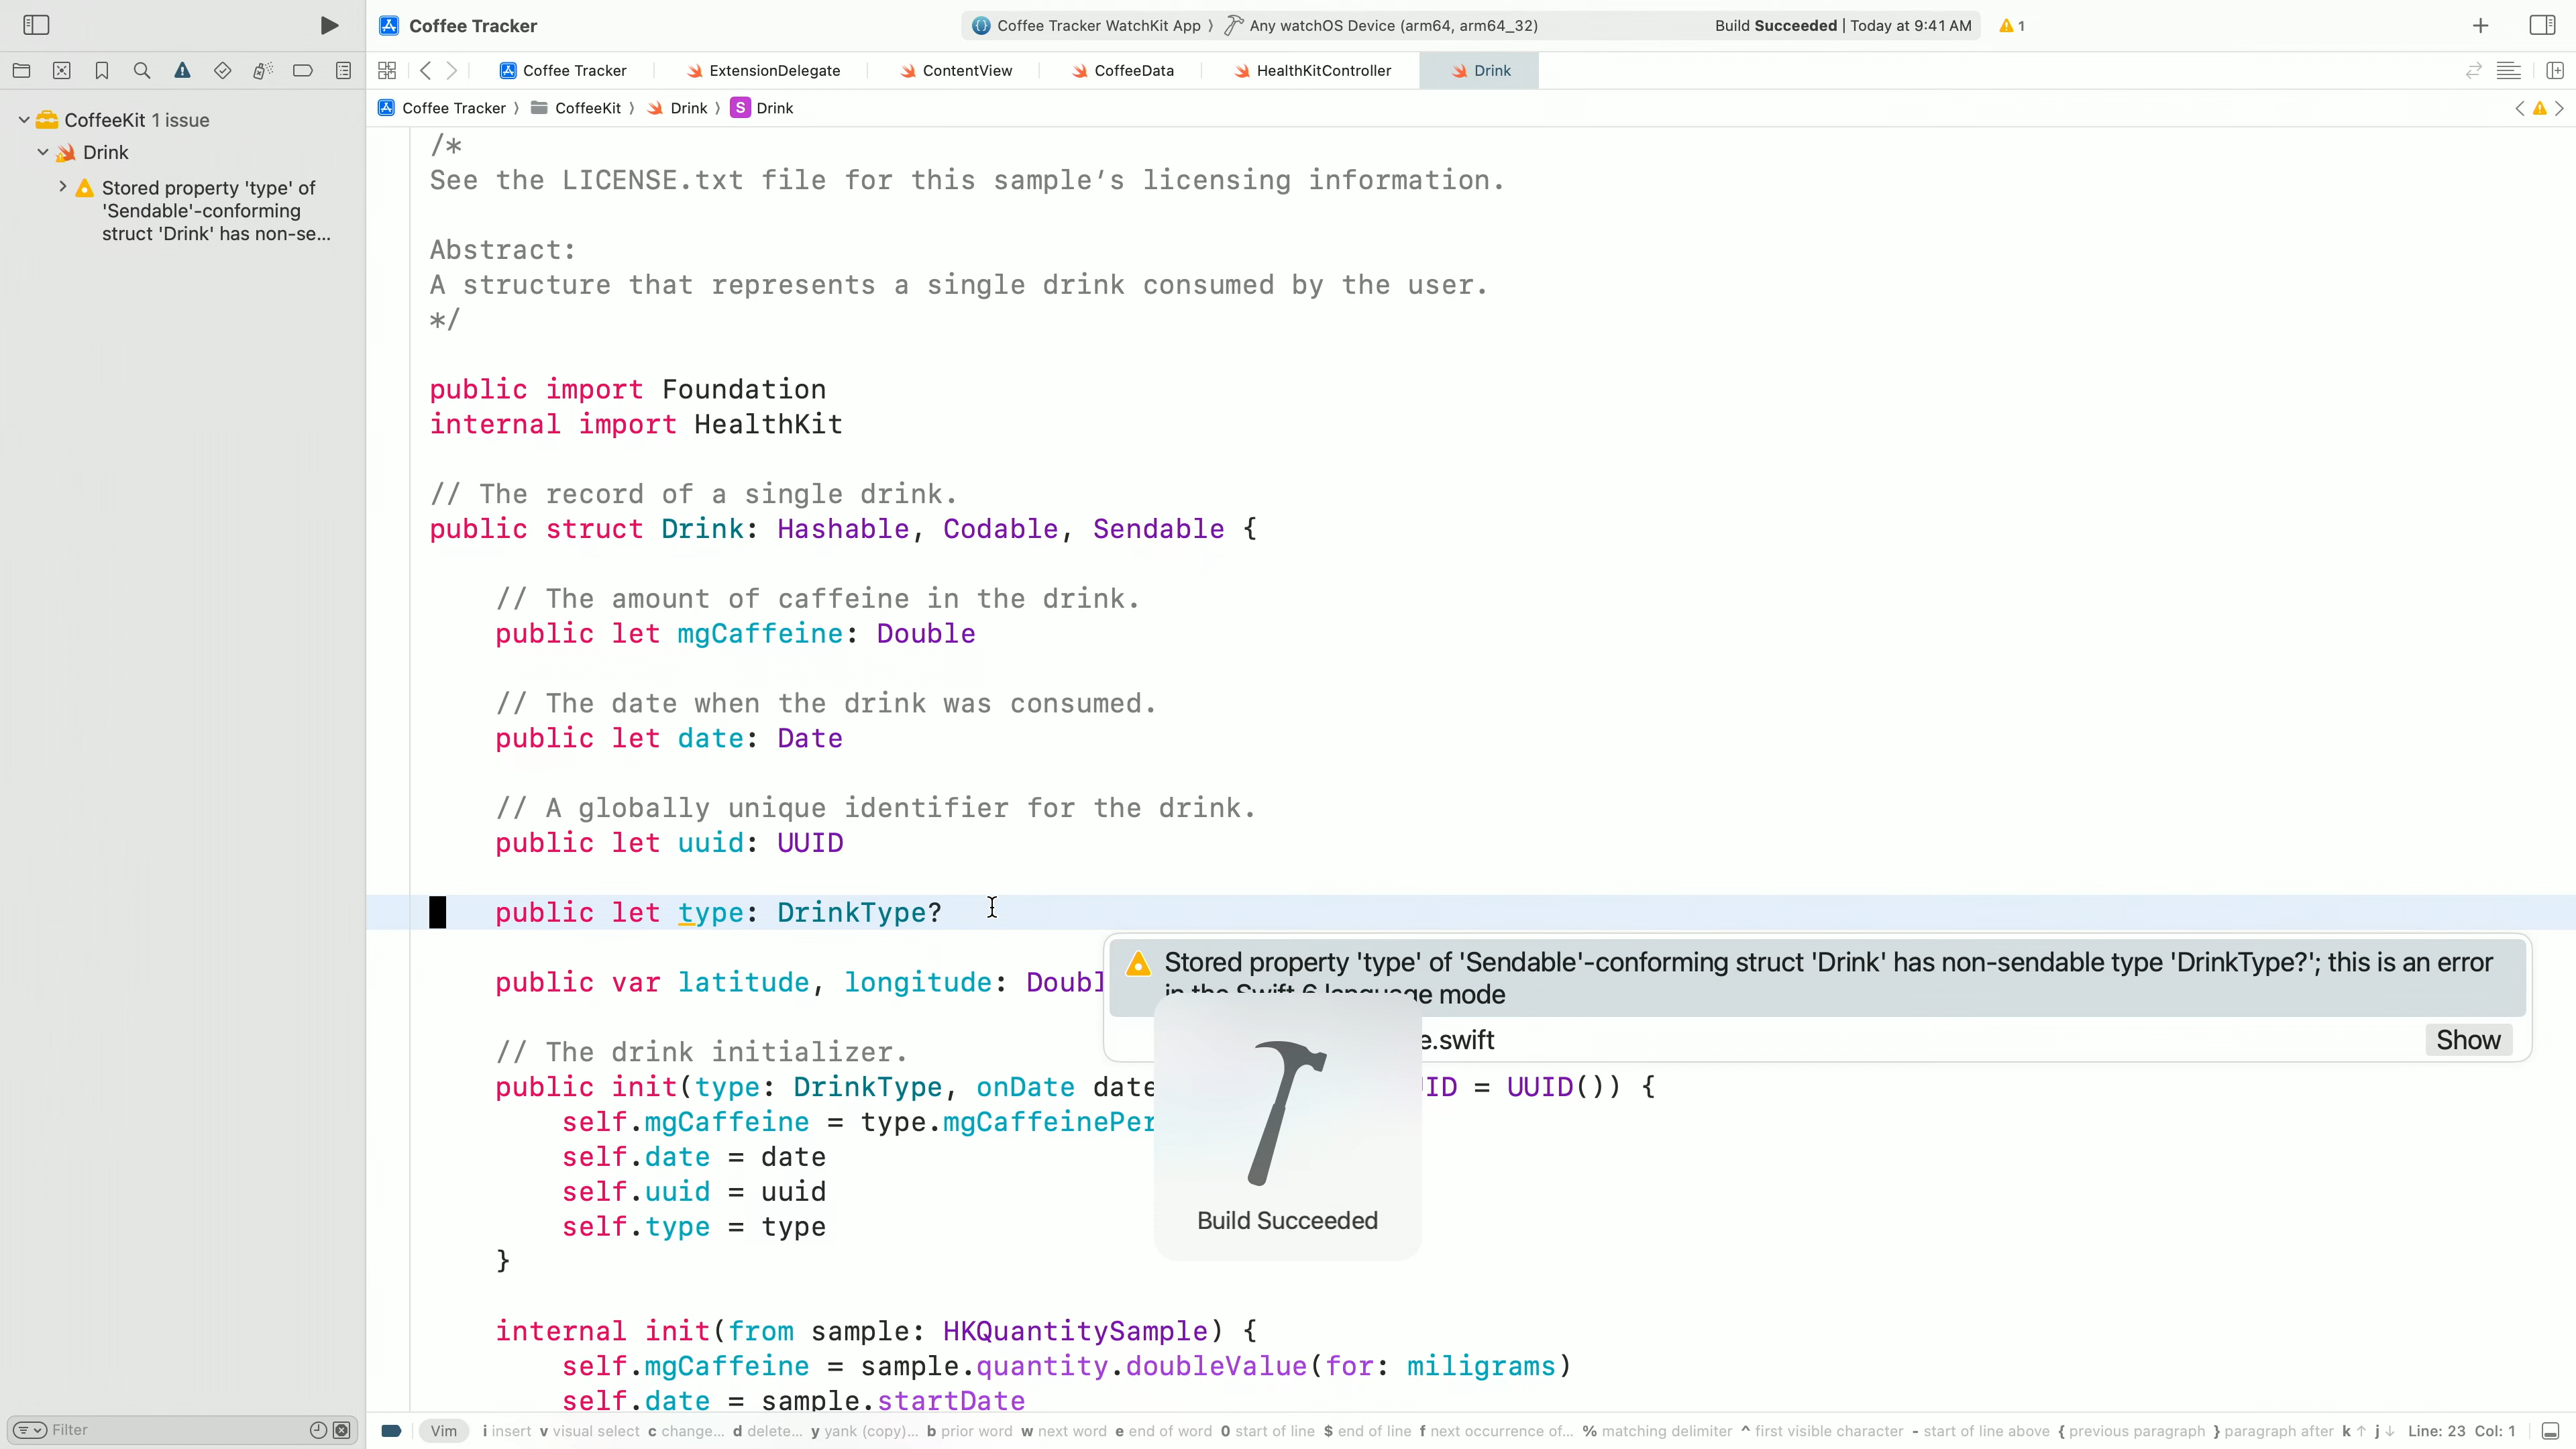 Coffee Tracker
Coffee Tracker WatchKit App ⟩ Any watchOS Device (arm64, arm64_32)
Build Succeeded | Today at 9:41 AM
1
Coffee Tracker
ExtensionDelegate
ContentView
CoffeeData
HealthKitController
Drink
Coffee Tracker ⟩ CoffeeKit ⟩ Drink ⟩ S Drink
CoffeeKit 1 issue
Drink
Stored property 'type' of
'Sendable'-conforming
struct 'Drink' has non-se...
/*
See the LICENSE.txt file for this sample’s licensing information.
Abstract:
A structure that represents a single drink consumed by the user.
*/
public import Foundation
internal import HealthKit
// The record of a single drink.
public struct Drink: Hashable, Codable, Sendable {
// The amount of caffeine in the drink.
public let mgCaffeine: Double
// The date when the drink was consumed.
public let date: Date
// A globally unique identifier for the drink.
public let uuid: UUID
public let type: DrinkType?
Stored property 'type' of 'Sendable'-conforming struct 'Drink' has non-sendable type 'DrinkType?'; this is an error
in the Swift 6 language mode
e.swift
Show
public var latitude, longitude: Doubl
// The drink initializer.
public init(type: DrinkType, onDate date ID = UUID()) {
self.mgCaffeine = type.mgCaffeinePer
self.date = date
self.uuid = uuid
self.type = type
}
Build Succeeded
internal init(from sample: HKQuantitySample) {
self.mgCaffeine = sample.quantity.doubleValue(for: miligrams)
self.date = sample.startDate
Filter
Vim
i insert v visual select c change... d delete... y yank (copy)... b prior word w next word e end of word 0 start of line $ end of line f next occurrence of... % matching delimiter ^ first visible character - start of line above { previous paragraph } paragraph after k ↑ j ↓ Line: 23 Col: 1